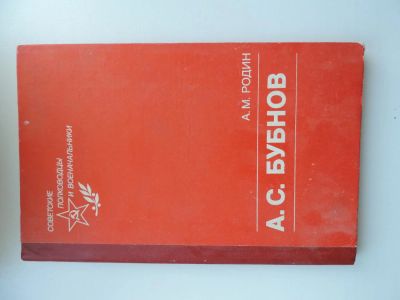 СОВЕТСКИЕ
ПОЛКОВОДЦЫ
И ВОЕНАЧАЛЬНИКИ
А.М. РОДИН
А. С. БУБНОВ